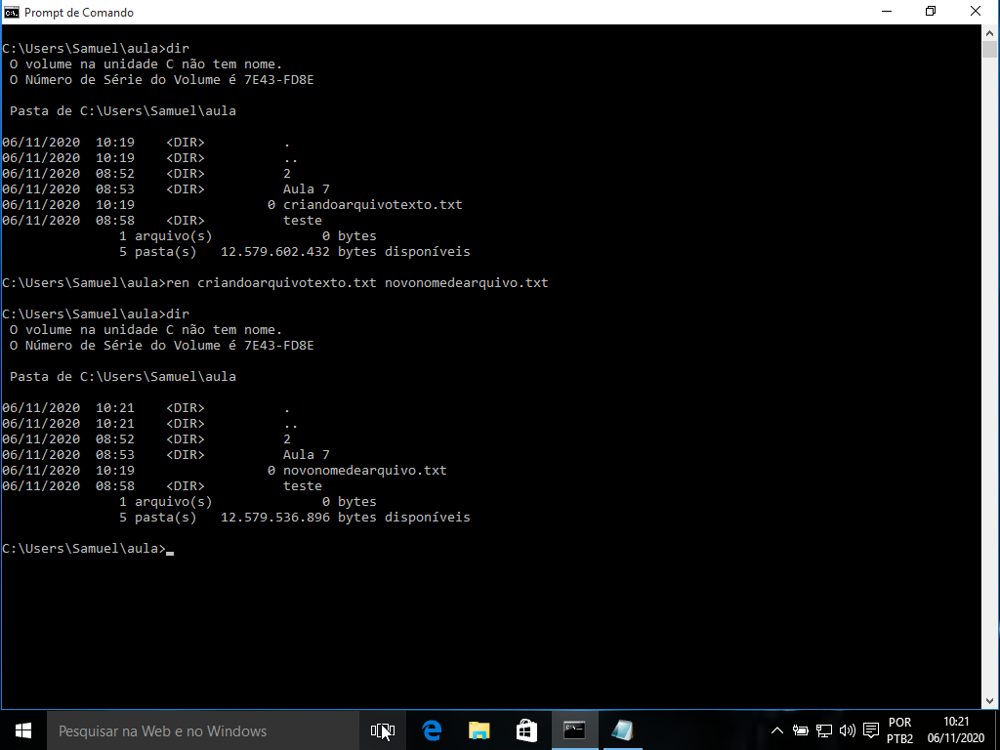 Prompt de Comando
C:\Users\Samuel\aula>dir
O volume na unidade C não tem nome.
O Número de Série do Volume é 7E43-FD8E
Pasta de C:\Users\Samuel\aula
06/11/2020  10:19    <DIR>          .
06/11/2020  10:19    <DIR>          ..
06/11/2020  08:52    <DIR>          2
06/11/2020  08:53    <DIR>          Aula 7
06/11/2020  10:19                 0 criandoarquivotexto.txt
06/11/2020  08:58    <DIR>          teste
1 arquivo(s)              0 bytes
5 pasta(s)   12.579.602.432 bytes disponíveis
C:\Users\Samuel\aula>ren criandoarquivotexto.txt novonomedearquivo.txt
C:\Users\Samuel\aula>dir
O volume na unidade C não tem nome.
O Número de Série do Volume é 7E43-FD8E
Pasta de C:\Users\Samuel\aula
06/11/2020  10:21    <DIR>          .
06/11/2020  10:21    <DIR>          ..
06/11/2020  08:52    <DIR>          2
06/11/2020  08:53    <DIR>          Aula 7
06/11/2020  10:19                 0 novonomedearquivo.txt
06/11/2020  08:58    <DIR>          teste
1 arquivo(s)              0 bytes
5 pasta(s)   12.579.536.896 bytes disponíveis
C:\Users\Samuel\aula>
Pesquisar na Web e no Windows
POR
PTB2
10:21
06/11/2020